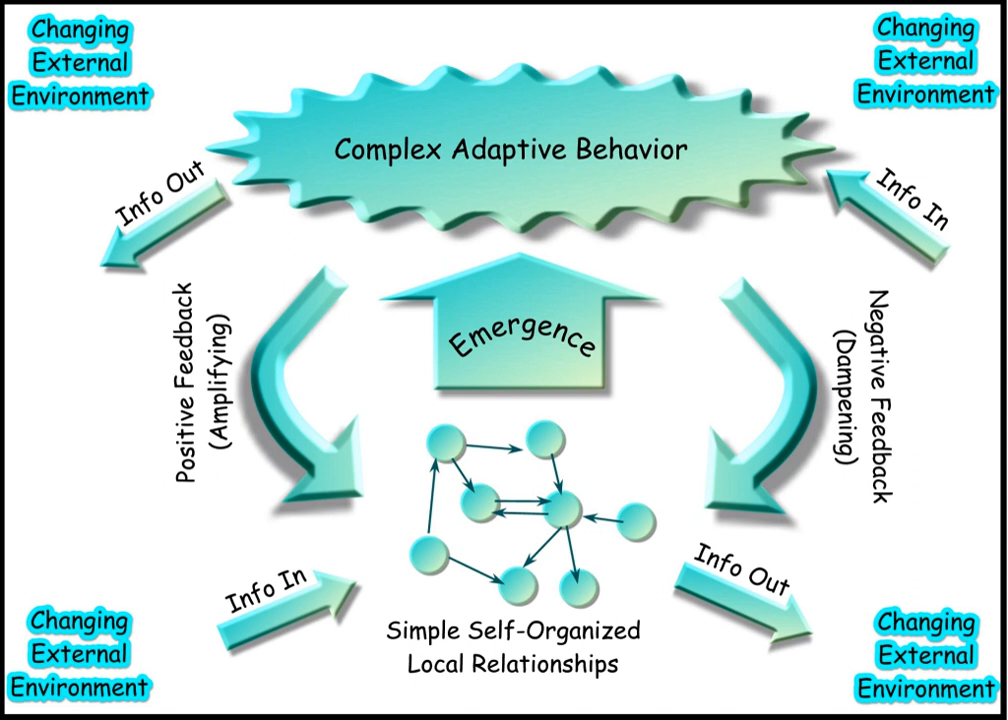 Changing
External
Environment
Changing
External
Environment
Complex Adaptive Behavior
Info Out
Info In
Positive Feedback
(Amplifying)
Emergence
Negative Feedback
(Dampening)
Info In
Info Out
Simple Self-Organized
Local Relationships
Changing
External
Environment
Changing
External
Environment